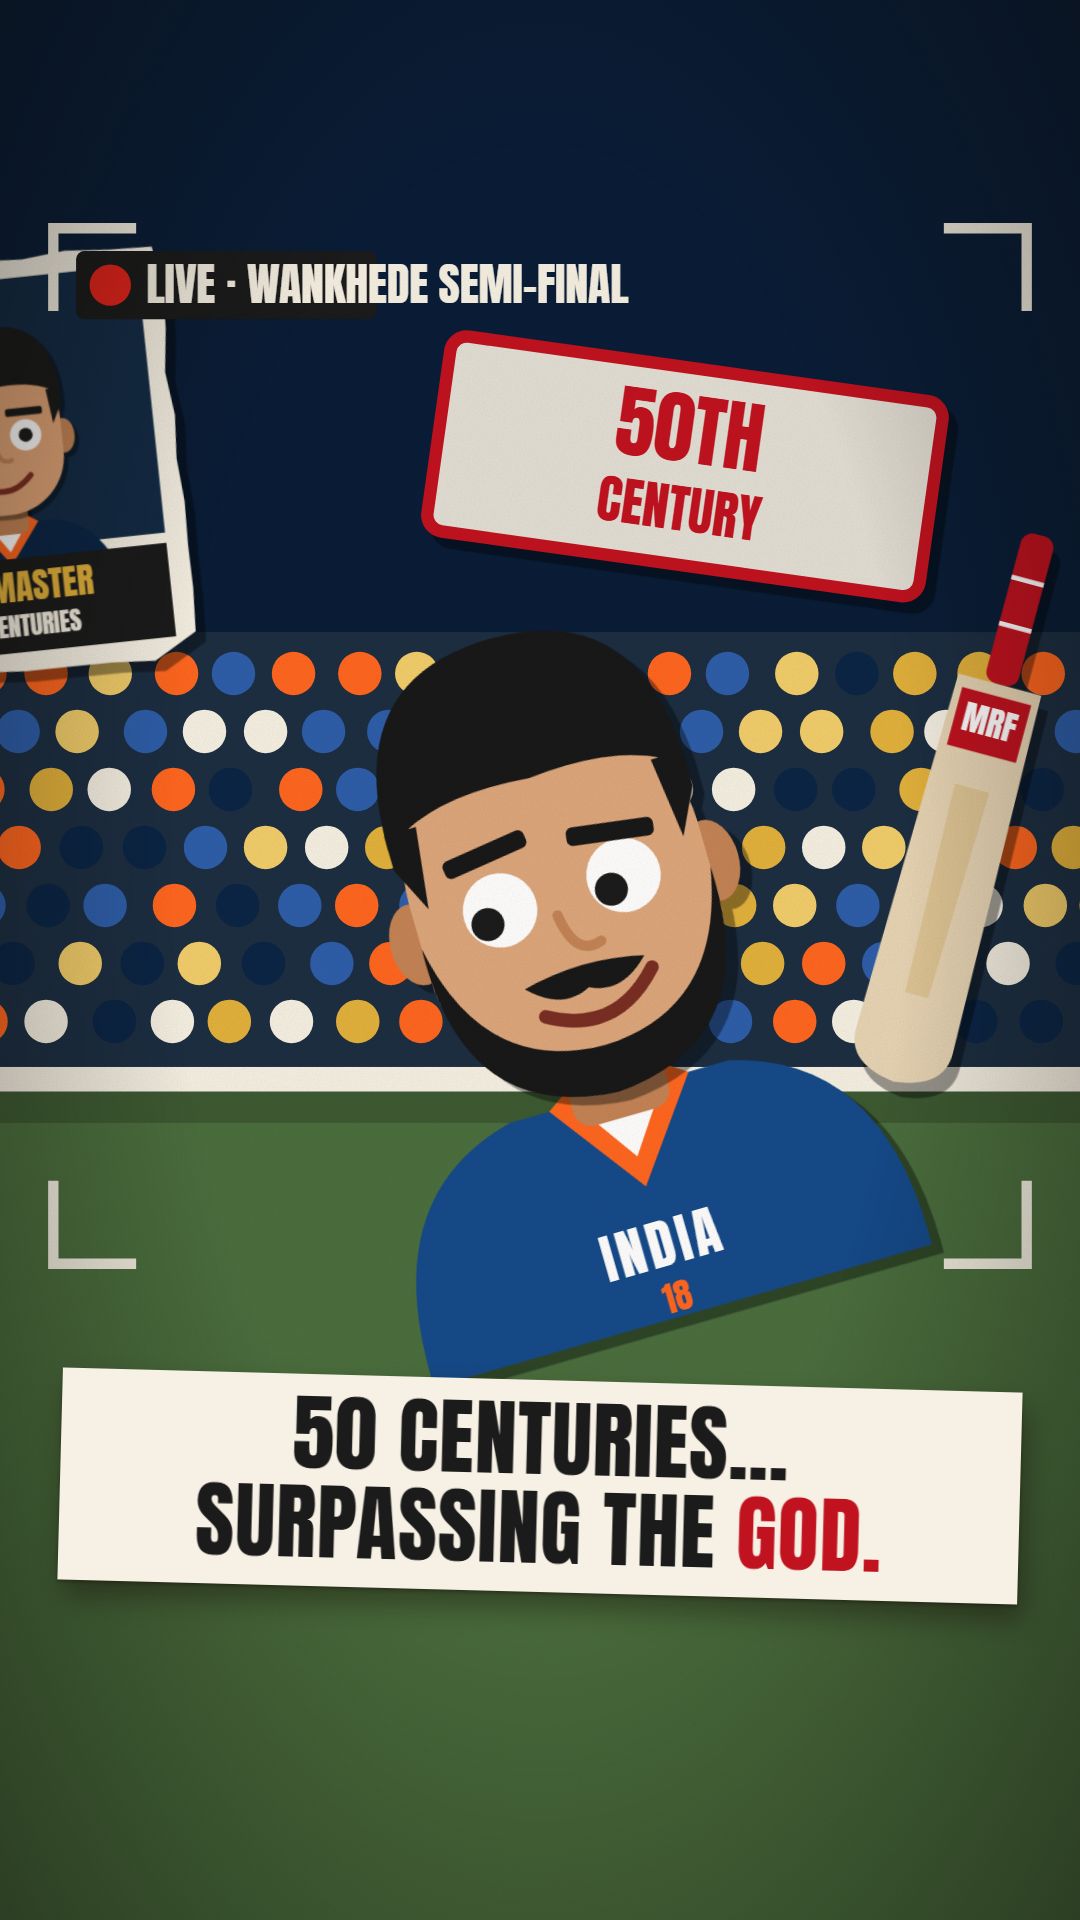 LIVE · WANKHEDE SEMI-FINAL
50TH
CENTURY
MASTER
ENTURIES
MRF
INDIA
18
50 CENTURIES...
SURPASSING THE GOD.